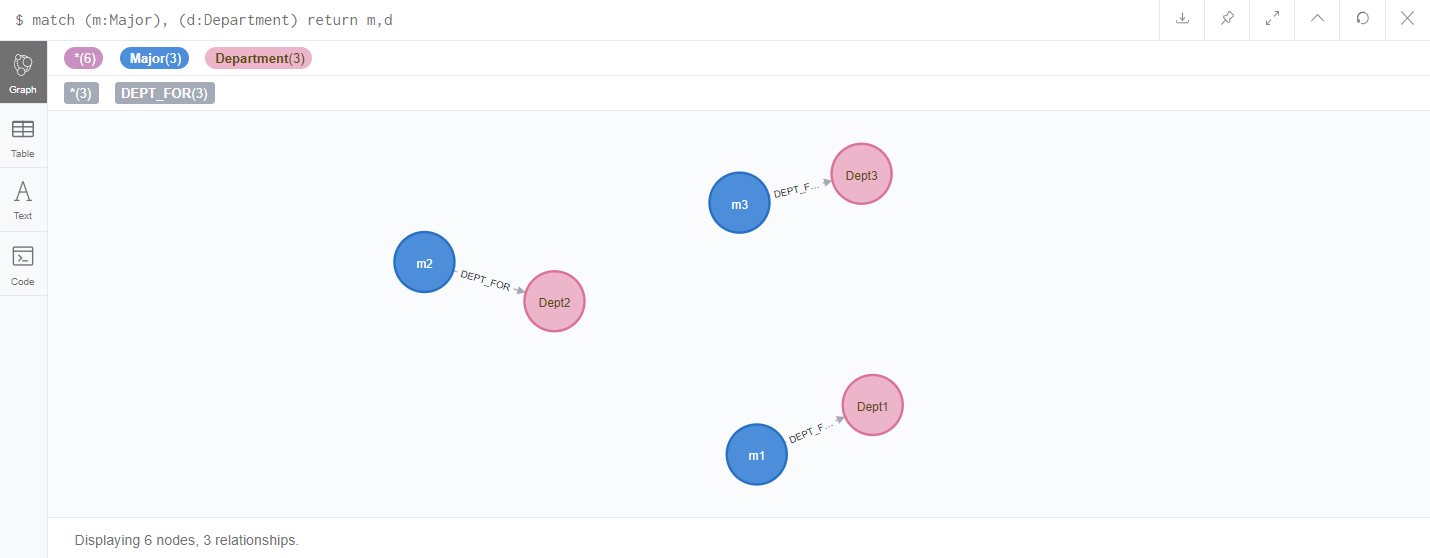 $ match (m:Major), (d:Department) return m,d
*(6) Major(3) Department(3)
*(3) DEPT_FOR(3)
Graph
Table
Text
Code
Dept3
DEPT_F...
m3
m2
DEPT_FOR
Dept2
Dept1
DEPT_F...
m1
Displaying 6 nodes, 3 relationships.